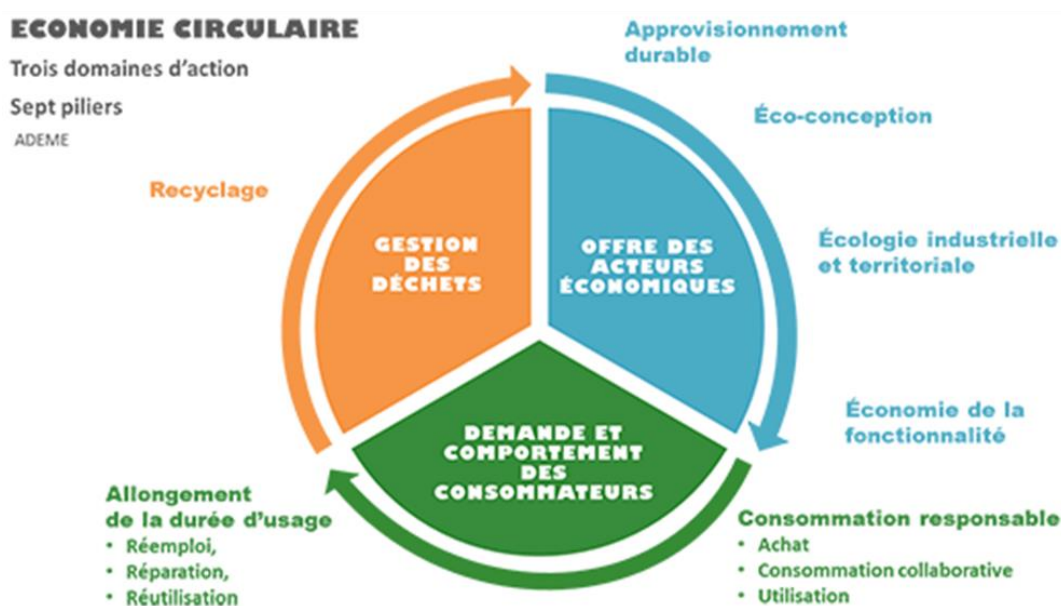 ECONOMIE CIRCULAIRE
Trois domaines d'action
Sept piliers
ADEME
Approvisionnement
durable
Éco-conception
Écologie industrielle
et territoriale
Économie de la
fonctionnalité
OFFRE DES
ACTEURS
ÉCONOMIQUES
Consommation responsable
• Achat
• Consommation collaborative
• Utilisation
DEMANDE ET
COMPORTEMENT
DES
CONSOMMATEURS
Allongement
de la durée d'usage
• Réemploi,
• Réparation,
• Réutilisation
Recyclage
GESTION
DES
DÉCHETS